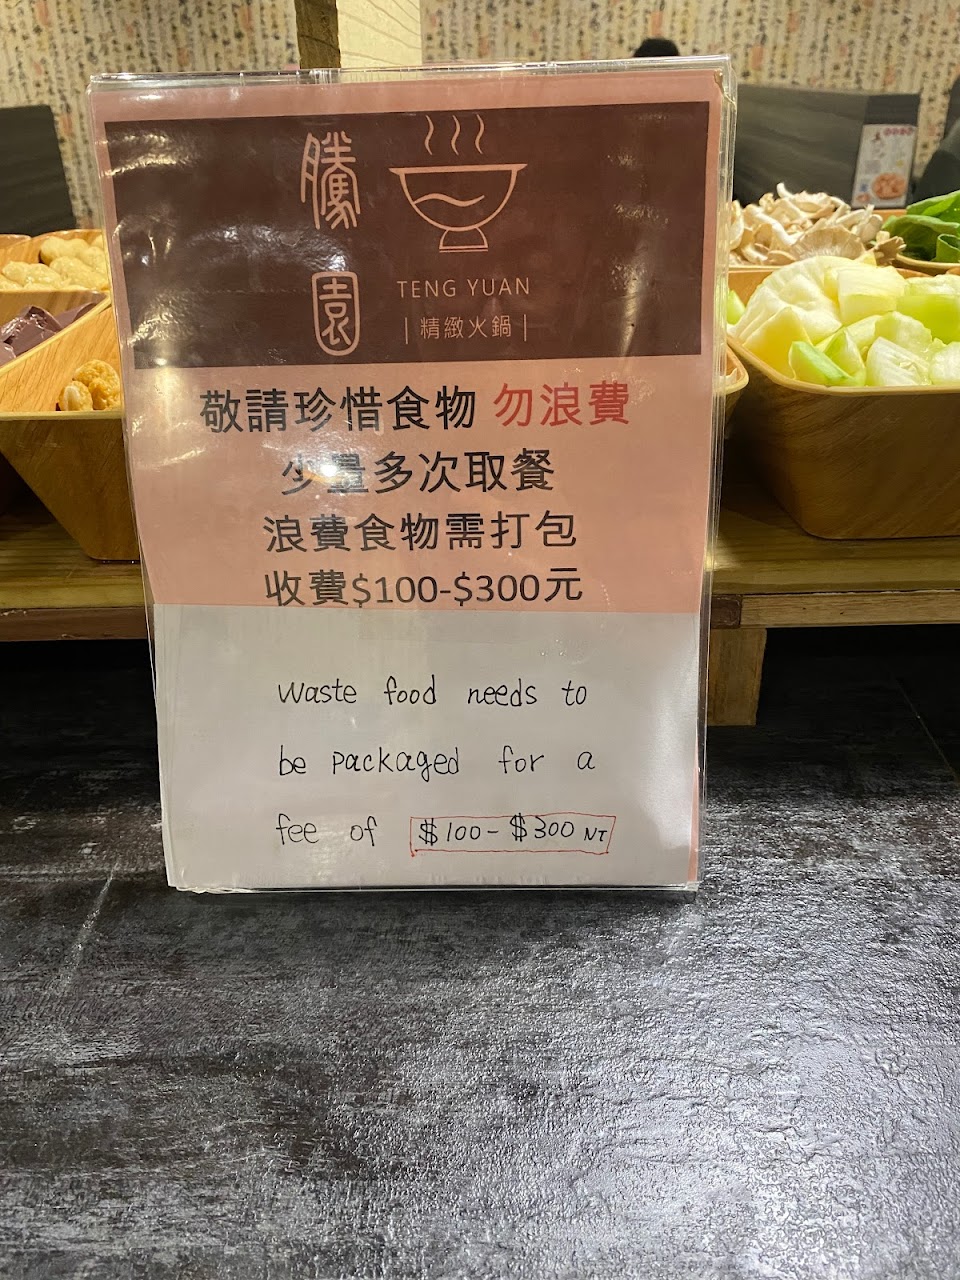 騰園
TENG YUAN
|精緻火鍋|
敬請珍惜食物 勿浪費
少量多次取餐
浪費食物需打包
收費$100-$300元
Waste food needs to
be packaged for a
fee of $100-$300 NT